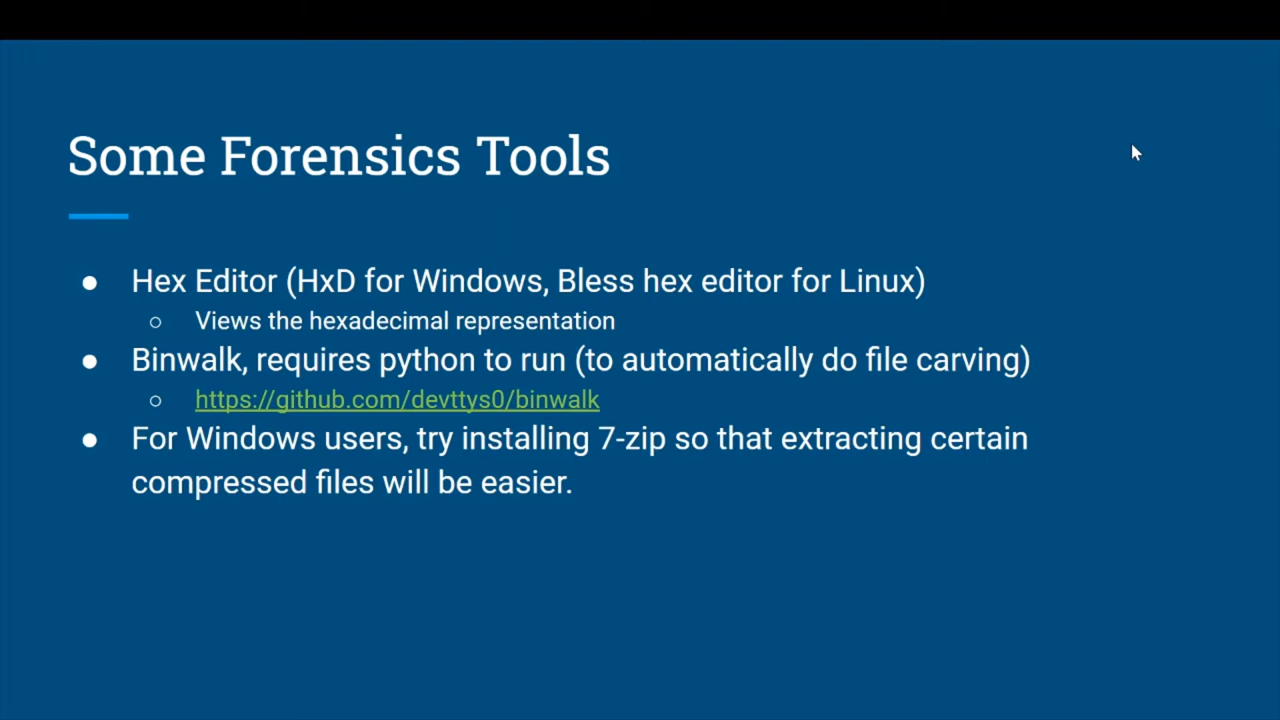 Some Forensics Tools
● Hex Editor (HxD for Windows, Bless hex editor for Linux)
○ Views the hexadecimal representation
● Binwalk, requires python to run (to automatically do file carving)
○ https://github.com/devttys0/binwalk
● For Windows users, try installing 7-zip so that extracting certain
compressed files will be easier.